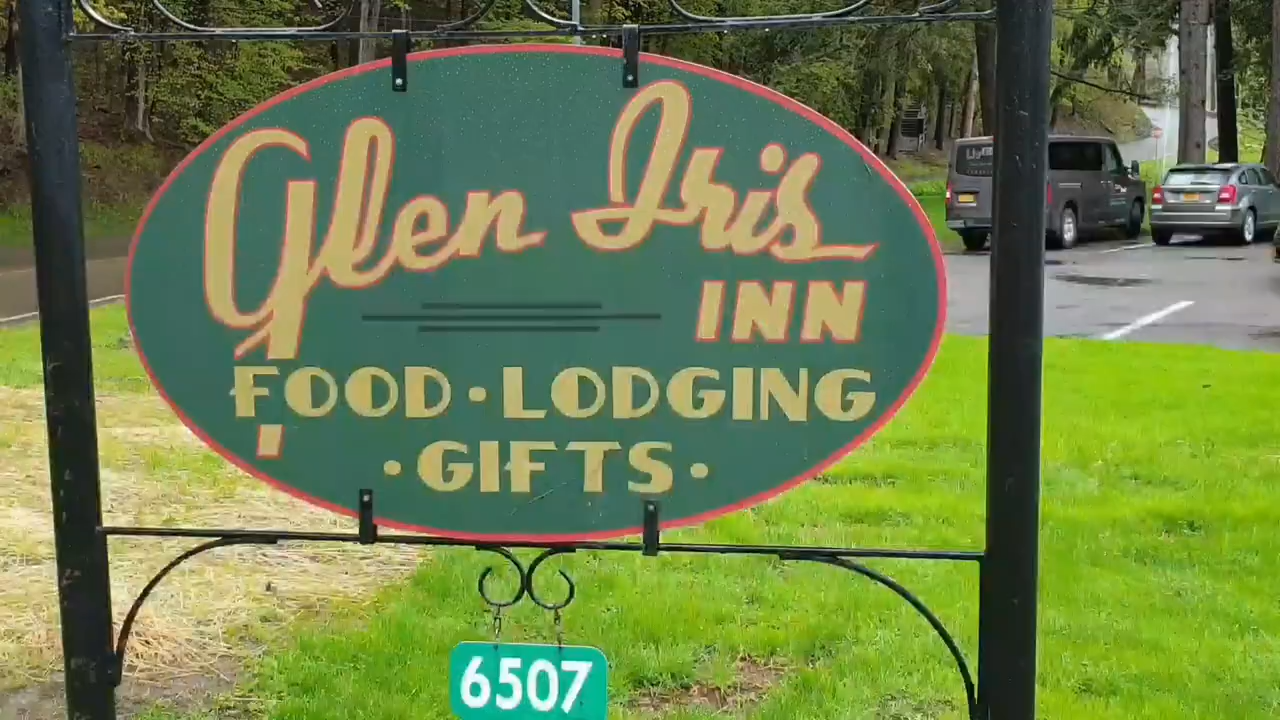 Glen Iris
INN
FOOD · LODGING
· GIFTS ·
6507